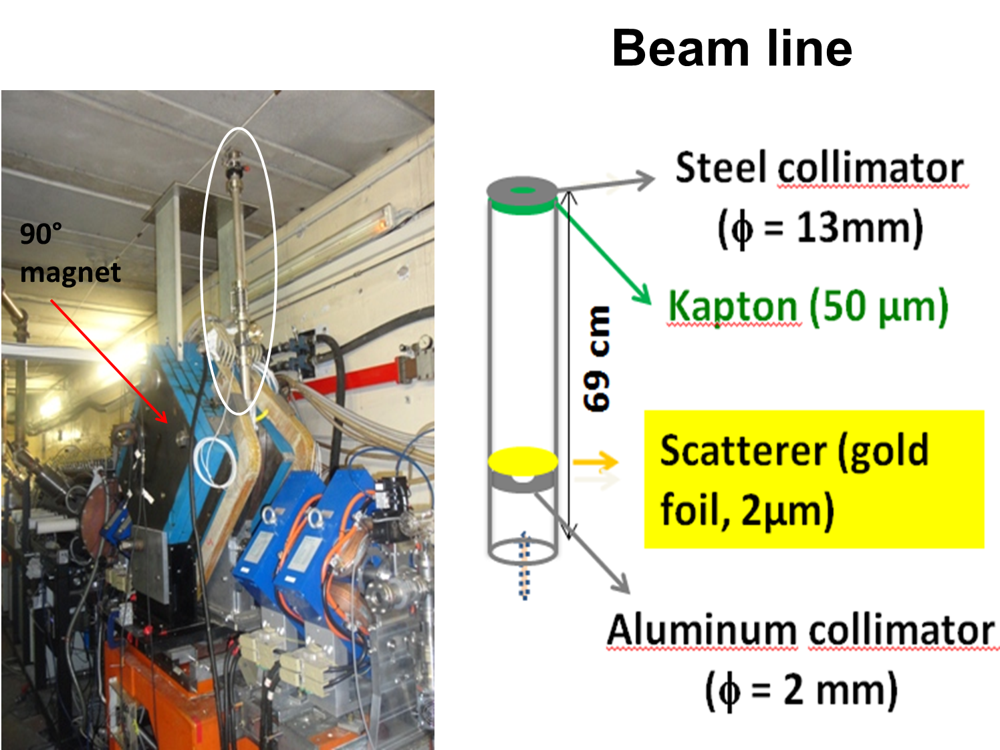 Beam line
90°
magnet
Steel collimator
(ϕ = 13mm)
Kapton (50 µm)
69 cm
Scatterer (gold
foil, 2µm)
Aluminum collimator
(ϕ = 2 mm)